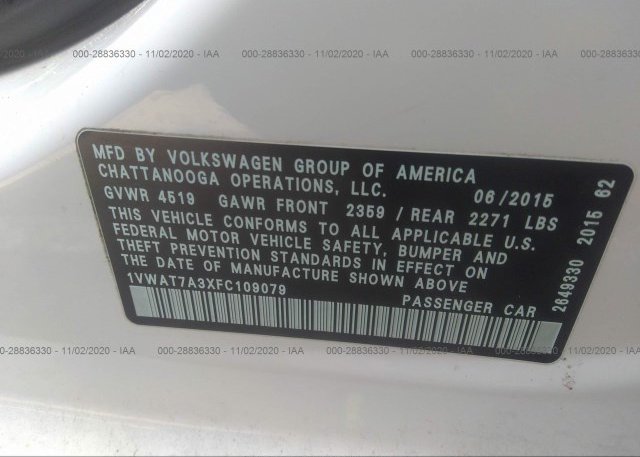 000-28836330 - 11/02/2020 - IAA
MFD BY VOLKSWAGEN GROUP OF AMERICA
CHATTANOOGA OPERATIONS, LLC. 06/2015
GVWR 4519 GAWR FRONT 2359 / REAR 2271 LBS
THIS VEHICLE CONFORMS TO ALL APPLICABLE U.S.
FEDERAL MOTOR VEHICLE SAFETY, BUMPER AND
THEFT PREVENTION STANDARDS IN EFFECT ON
THE DATE OF MANUFACTURE SHOWN ABOVE
1VWAT7A3XFC109079 PASSENGER CAR
2649330 2015 62
000-28836330 - 11/02/2020 - IAA